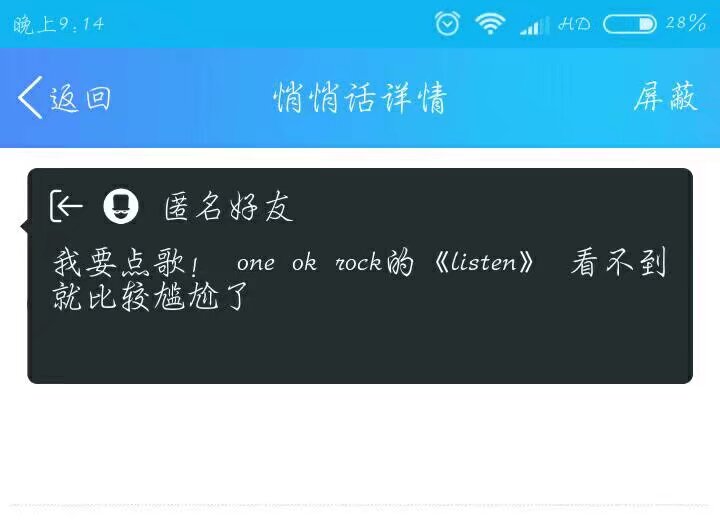 晚上9:14 HD 28%
返回 悄悄话详情 屏蔽
匿名好友
我要点歌! one ok rock的《listen》 看不到
就比较尴尬了